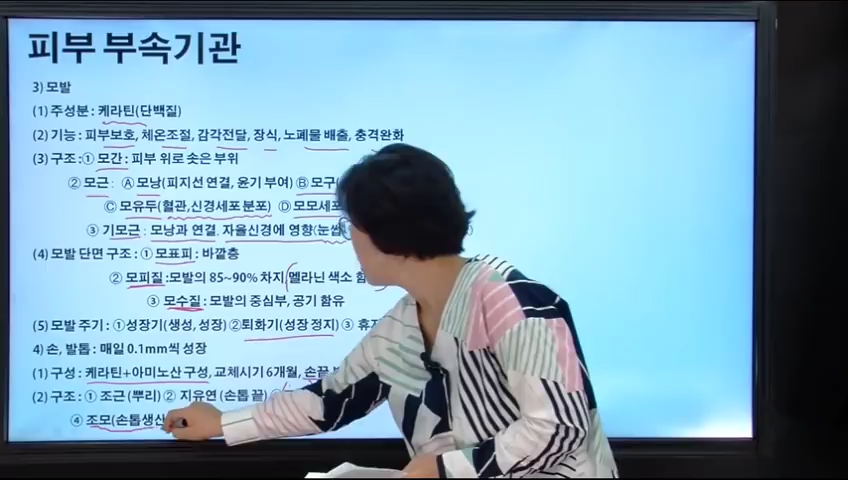 피부 부속기관
3) 모발
(1) 주성분 : 케라틴(단백질)
(2) 기능 : 피부보호, 체온조절, 감각전달, 장식, 노폐물 배출, 충격완화
(3) 구조 : ① 모간 : 피부 위로 솟은 부위
② 모근 : Ⓐ 모낭(피지선 연결, 윤기 부여) Ⓑ 모구
Ⓒ 모유두(혈관,신경세포 분포) Ⓓ 모모세포
③ 기모근 : 모낭과 연결. 자율신경에 영향(눈썹,
(4) 모발 단면 구조 : ① 모표피 : 바깥층
② 모피질 : 모발의 85~90% 차지, 멜라닌 색소 함
③ 모수질 : 모발의 중심부, 공기 함유
(5) 모발 주기 : ①성장기(생성, 성장) ②퇴화기(성장 정지) ③
4) 손, 발톱 : 매일 0.1mm씩 성장
(1) 구성 : 케라틴+아미노산 구성, 교체시기 6개월, 손끝
(2) 구조 : ① 조근(뿌리) ② 지유연(손톱 끝)
④ 조모(손톱생산